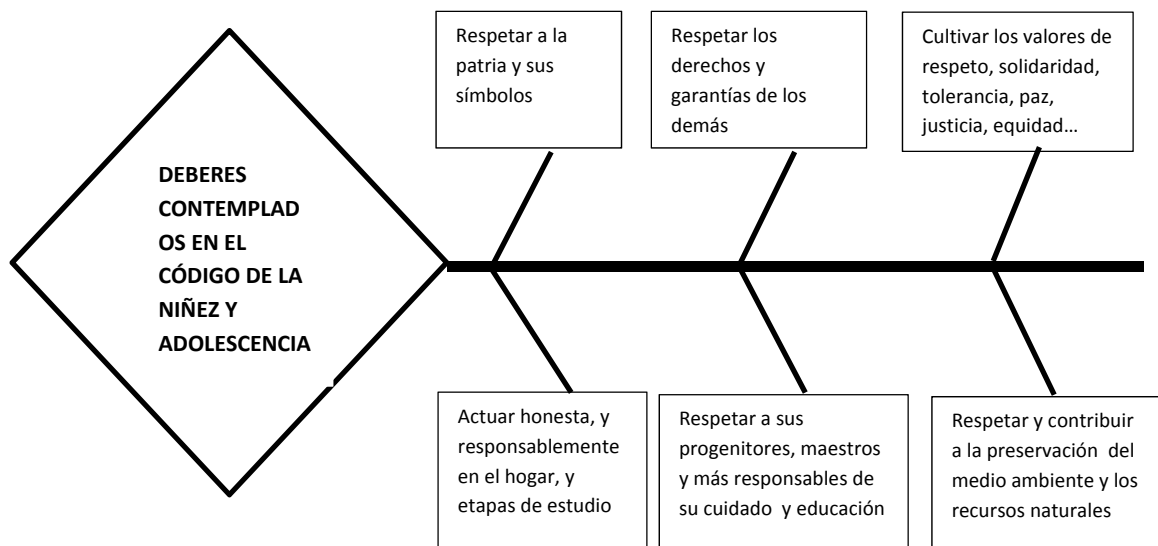 DEBERES
CONTEMPLAD
OS EN EL
CÓDIGO DE LA
NIÑEZ Y
ADOLESCENCIA
Respetar a la
patria y sus
símbolos
Respetar los
derechos y
garantías de los
demás
Cultivar los valores de
respeto, solidaridad,
tolerancia, paz,
justicia, equidad…
Actuar honesta, y
responsablemente
en el hogar, y
etapas de estudio
Respetar a sus
progenitores, maestros
y más responsables de
su cuidado y educación
Respetar y contribuir
a la preservación del
medio ambiente y los
recursos naturales